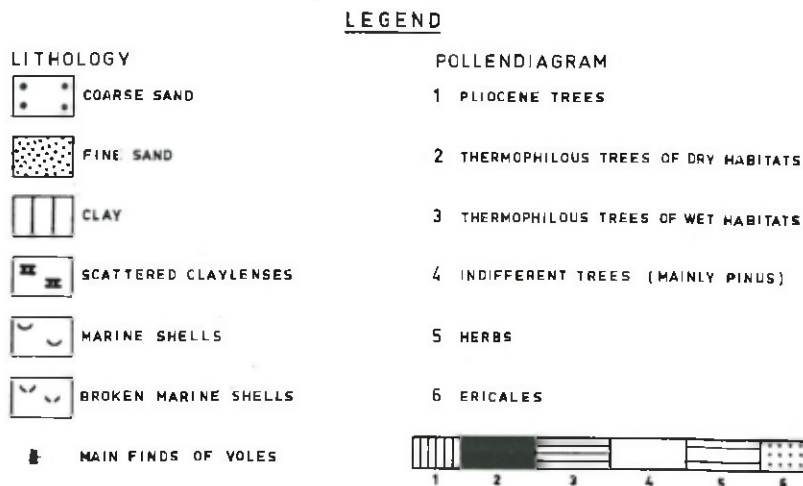 LEGEND
LITHOLOGY
COARSE SAND
FINE SAND
CLAY
SCATTERED CLAYLENSES
MARINE SHELLS
BROKEN MARINE SHELLS
MAIN FINDS OF VOLES
POLLENDIAGRAM
1 PLIOCENE TREES
2 THERMOPHILOUS TREES OF DRY HABITATS
3 THERMOPHILOUS TREES OF WET HABITATS
4 INDIFFERENT TREES (MAINLY PINUS)
5 HERBS
6 ERICALES
1 2 3 4 5 6